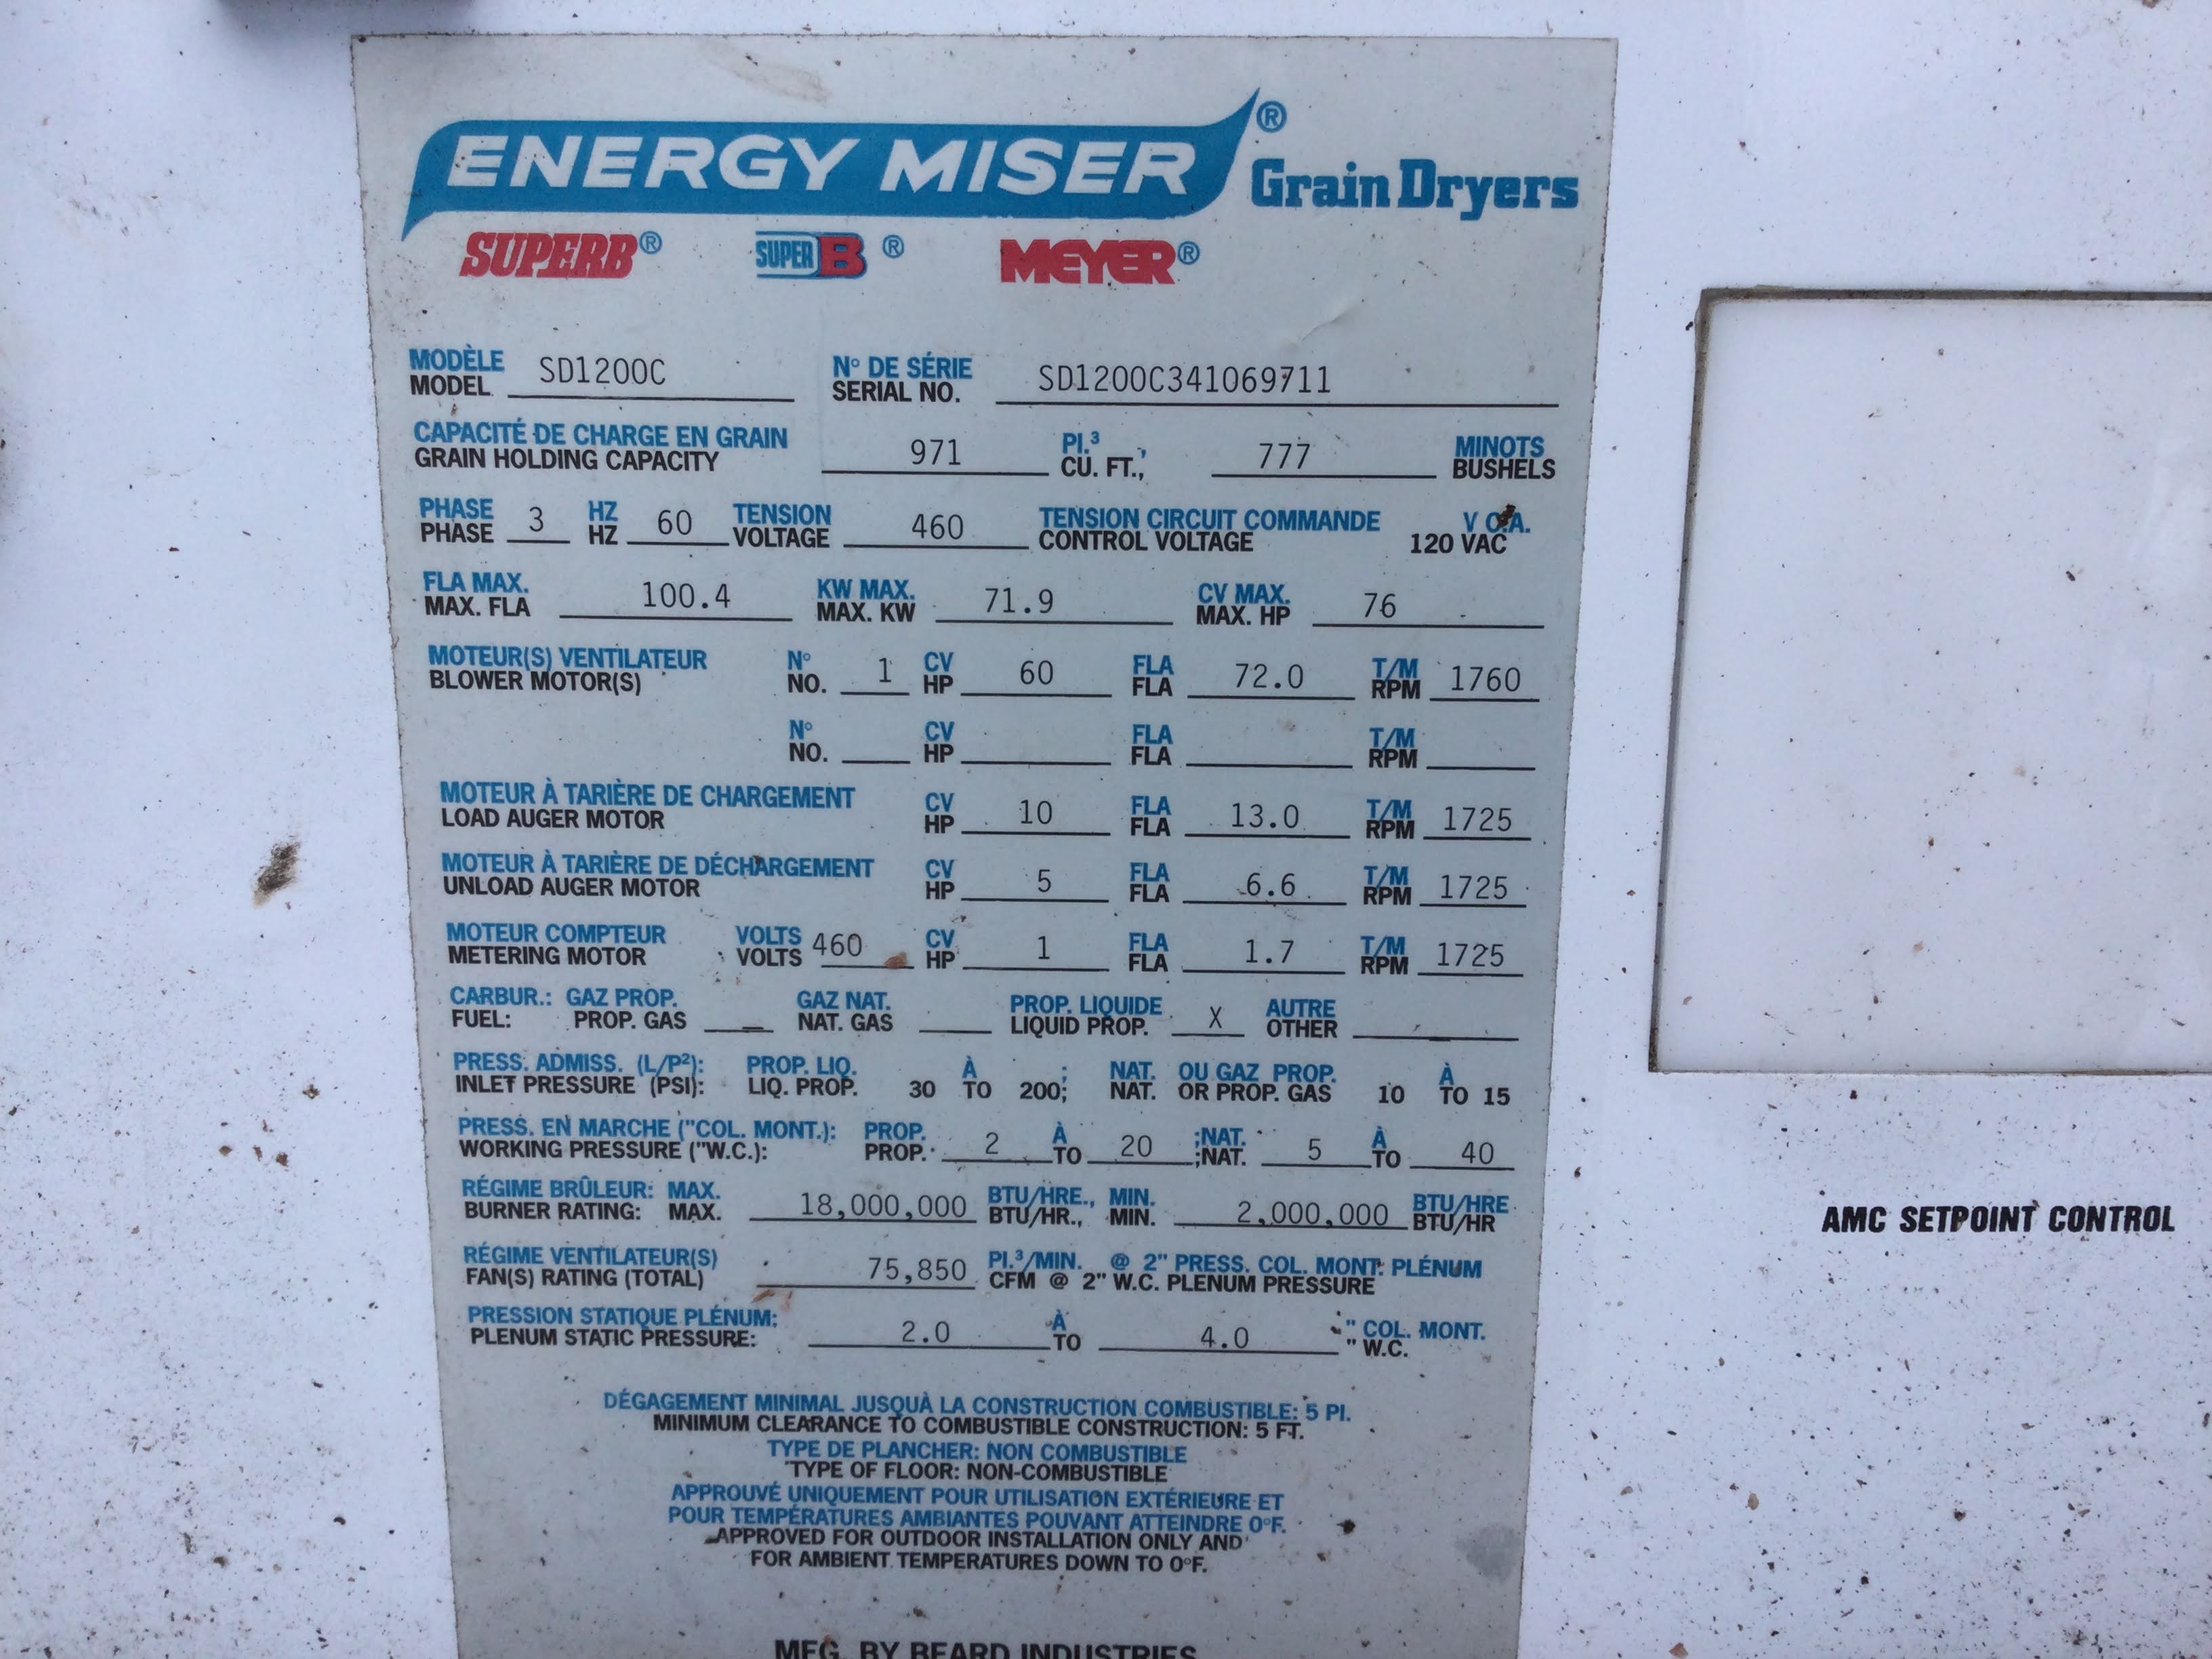 ENERGY MISER® Grain Dryers
SUPERB® SUPER B® MEYER®
MODÈLE N° DE SÉRIE
MODEL SD1200C SERIAL NO. SD1200C341069711
CAPACITÉ DE CHARGE EN GRAIN PI.³, MINOTS
GRAIN HOLDING CAPACITY 971 CU. FT., 777 BUSHELS
PHASE HZ TENSION TENSION CIRCUIT COMMANDE V C.A.
PHASE 3 HZ 60 VOLTAGE 460 CONTROL VOLTAGE 120 VAC
FLA MAX. KW MAX. CV MAX.
MAX. FLA 100.4 MAX. KW 71.9 MAX. HP 76
MOTEUR(S) VENTILATEUR N° CV FLA T/M
BLOWER MOTOR(S) NO. 1 HP 60 FLA 72.0 RPM 1760
N° CV FLA T/M
NO. HP FLA RPM
MOTEUR À TARIÈRE DE CHARGEMENT CV FLA T/M
LOAD AUGER MOTOR HP 10 FLA 13.0 RPM 1725
MOTEUR À TARIÈRE DE DÉCHARGEMENT CV FLA T/M
UNLOAD AUGER MOTOR HP 5 FLA 6.6 RPM 1725
MOTEUR COMPTEUR VOLTS CV FLA T/M
METERING MOTOR VOLTS 460 HP 1 FLA 1.7 RPM 1725
CARBUR.: GAZ PROP. GAZ NAT. PROP. LIQUIDE AUTRE
FUEL: PROP. GAS NAT. GAS LIQUID PROP. X OTHER
PRESS. ADMISS. (L/P²): PROP. LIQ. À ; NAT. OU GAZ PROP. À
INLET PRESSURE (PSI): LIQ. PROP. 30 TO 200; NAT. OR PROP. GAS 10 TO 15
PRESS. EN MARCHE ("COL. MONT.): PROP. À ;NAT. À
WORKING PRESSURE ("W.C.): PROP. 2 TO 20 ;NAT. 5 TO 40
RÉGIME BRÛLEUR: MAX. BTU/HRE., MIN. BTU/HRE
BURNER RATING: MAX. 18,000,000 BTU/HR., MIN. 2,000,000 BTU/HR
RÉGIME VENTILATEUR(S) PI.³/MIN. @ 2" PRESS. COL. MONT. PLÉNUM
FAN(S) RATING (TOTAL) 75,850 CFM @ 2" W.C. PLENUM PRESSURE
PRESSION STATIQUE PLÉNUM: À " COL. MONT.
PLENUM STATIC PRESSURE: 2.0 TO 4.0 " W.C.
DÉGAGEMENT MINIMAL JUSQUÀ LA CONSTRUCTION COMBUSTIBLE: 5 PI.
MINIMUM CLEARANCE TO COMBUSTIBLE CONSTRUCTION: 5 FT.
TYPE DE PLANCHER: NON COMBUSTIBLE
TYPE OF FLOOR: NON-COMBUSTIBLE
APPROUVÉ UNIQUEMENT POUR UTILISATION EXTÉRIEURE ET
POUR TEMPÉRATURES AMBIANTES POUVANT ATTEINDRE 0°F.
APPROVED FOR OUTDOOR INSTALLATION ONLY AND
FOR AMBIENT TEMPERATURES DOWN TO 0°F.
MFG. BY BEARD INDUSTRIES
AMC SETPOINT CONTROL